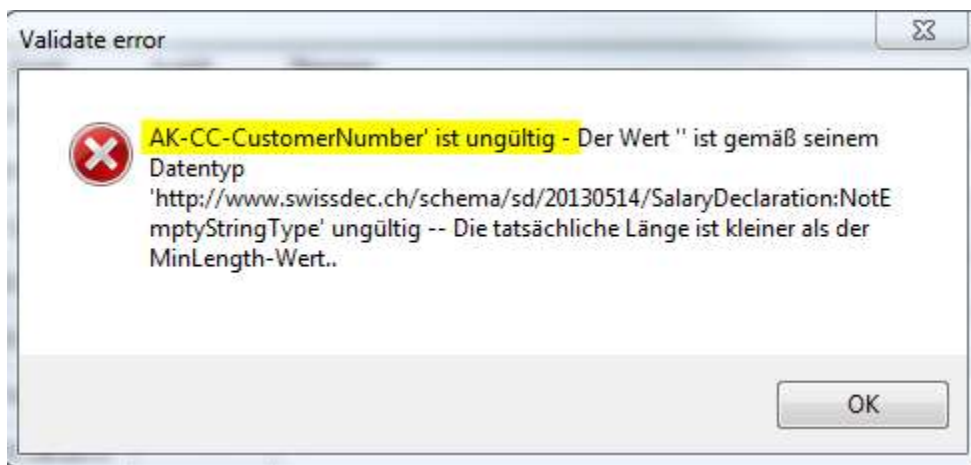 Validate error
AK-CC-CustomerNumber' ist ungültig - Der Wert '' ist gemäß seinem
Datentyp
'http://www.swissdec.ch/schema/sd/20130514/SalaryDeclaration:NotE
mptyStringType' ungültig -- Die tatsächliche Länge ist kleiner als der
MinLength-Wert..
OK